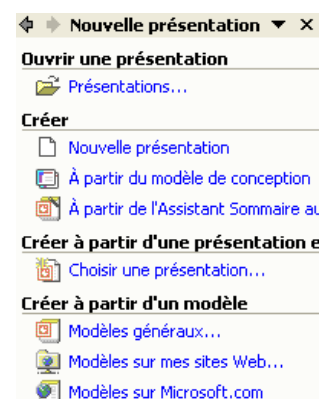 Nouvelle présentation
Ouvrir une présentation
Présentations...
Créer
Nouvelle présentation
À partir du modèle de conception
À partir de l'Assistant Sommaire au
Créer à partir d'une présentation e
Choisir une présentation...
Créer à partir d'un modèle
Modèles généraux...
Modèles sur mes sites Web...
Modèles sur Microsoft.com